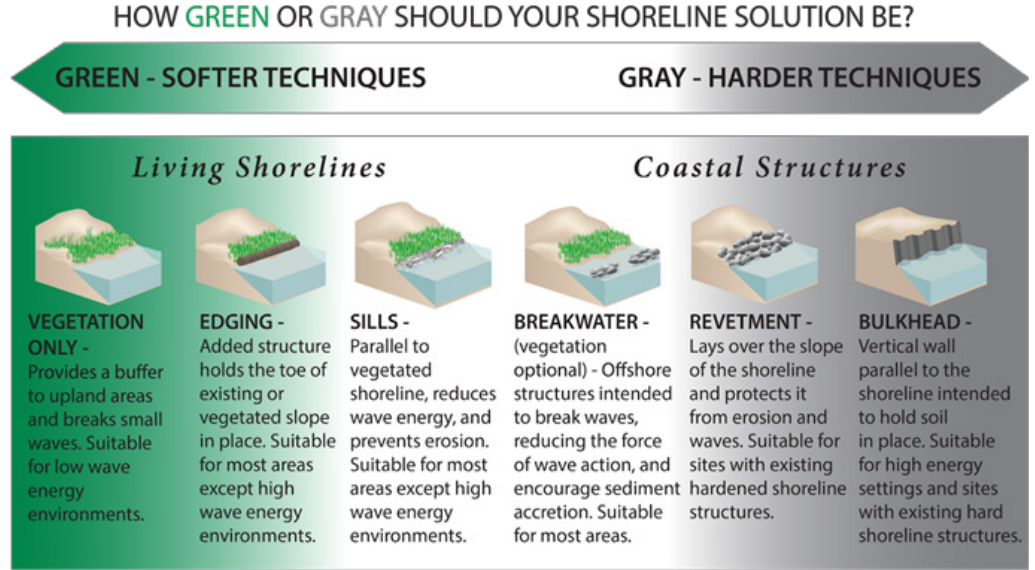 HOW GREEN OR GRAY SHOULD YOUR SHORELINE SOLUTION BE?
GREEN - SOFTER TECHNIQUES
GRAY - HARDER TECHNIQUES
Living Shorelines
Coastal Structures
VEGETATION
ONLY -
Provides a buffer
to upland areas
and breaks small
waves. Suitable
for low wave
energy
environments.
EDGING -
Added structure
holds the toe of
existing or
vegetated slope
in place. Suitable
for most areas
except high
wave energy
environments.
SILLS -
Parallel to
vegetated
shoreline, reduces
wave energy, and
prevents erosion.
Suitable for most
areas except high
wave energy
environments.
BREAKWATER -
(vegetation
optional) - Offshore
structures intended
to break waves,
reducing the force
of wave action, and
encourage sediment
accretion. Suitable
for most areas.
REVETMENT -
Lays over the slope
of the shoreline
and protects it
from erosion and
waves. Suitable for
sites with existing
hardened shoreline
structures.
BULKHEAD -
Vertical wall
parallel to the
shoreline intended
to hold soil
in place. Suitable
for high energy
settings and sites
with existing hard
shoreline structures.